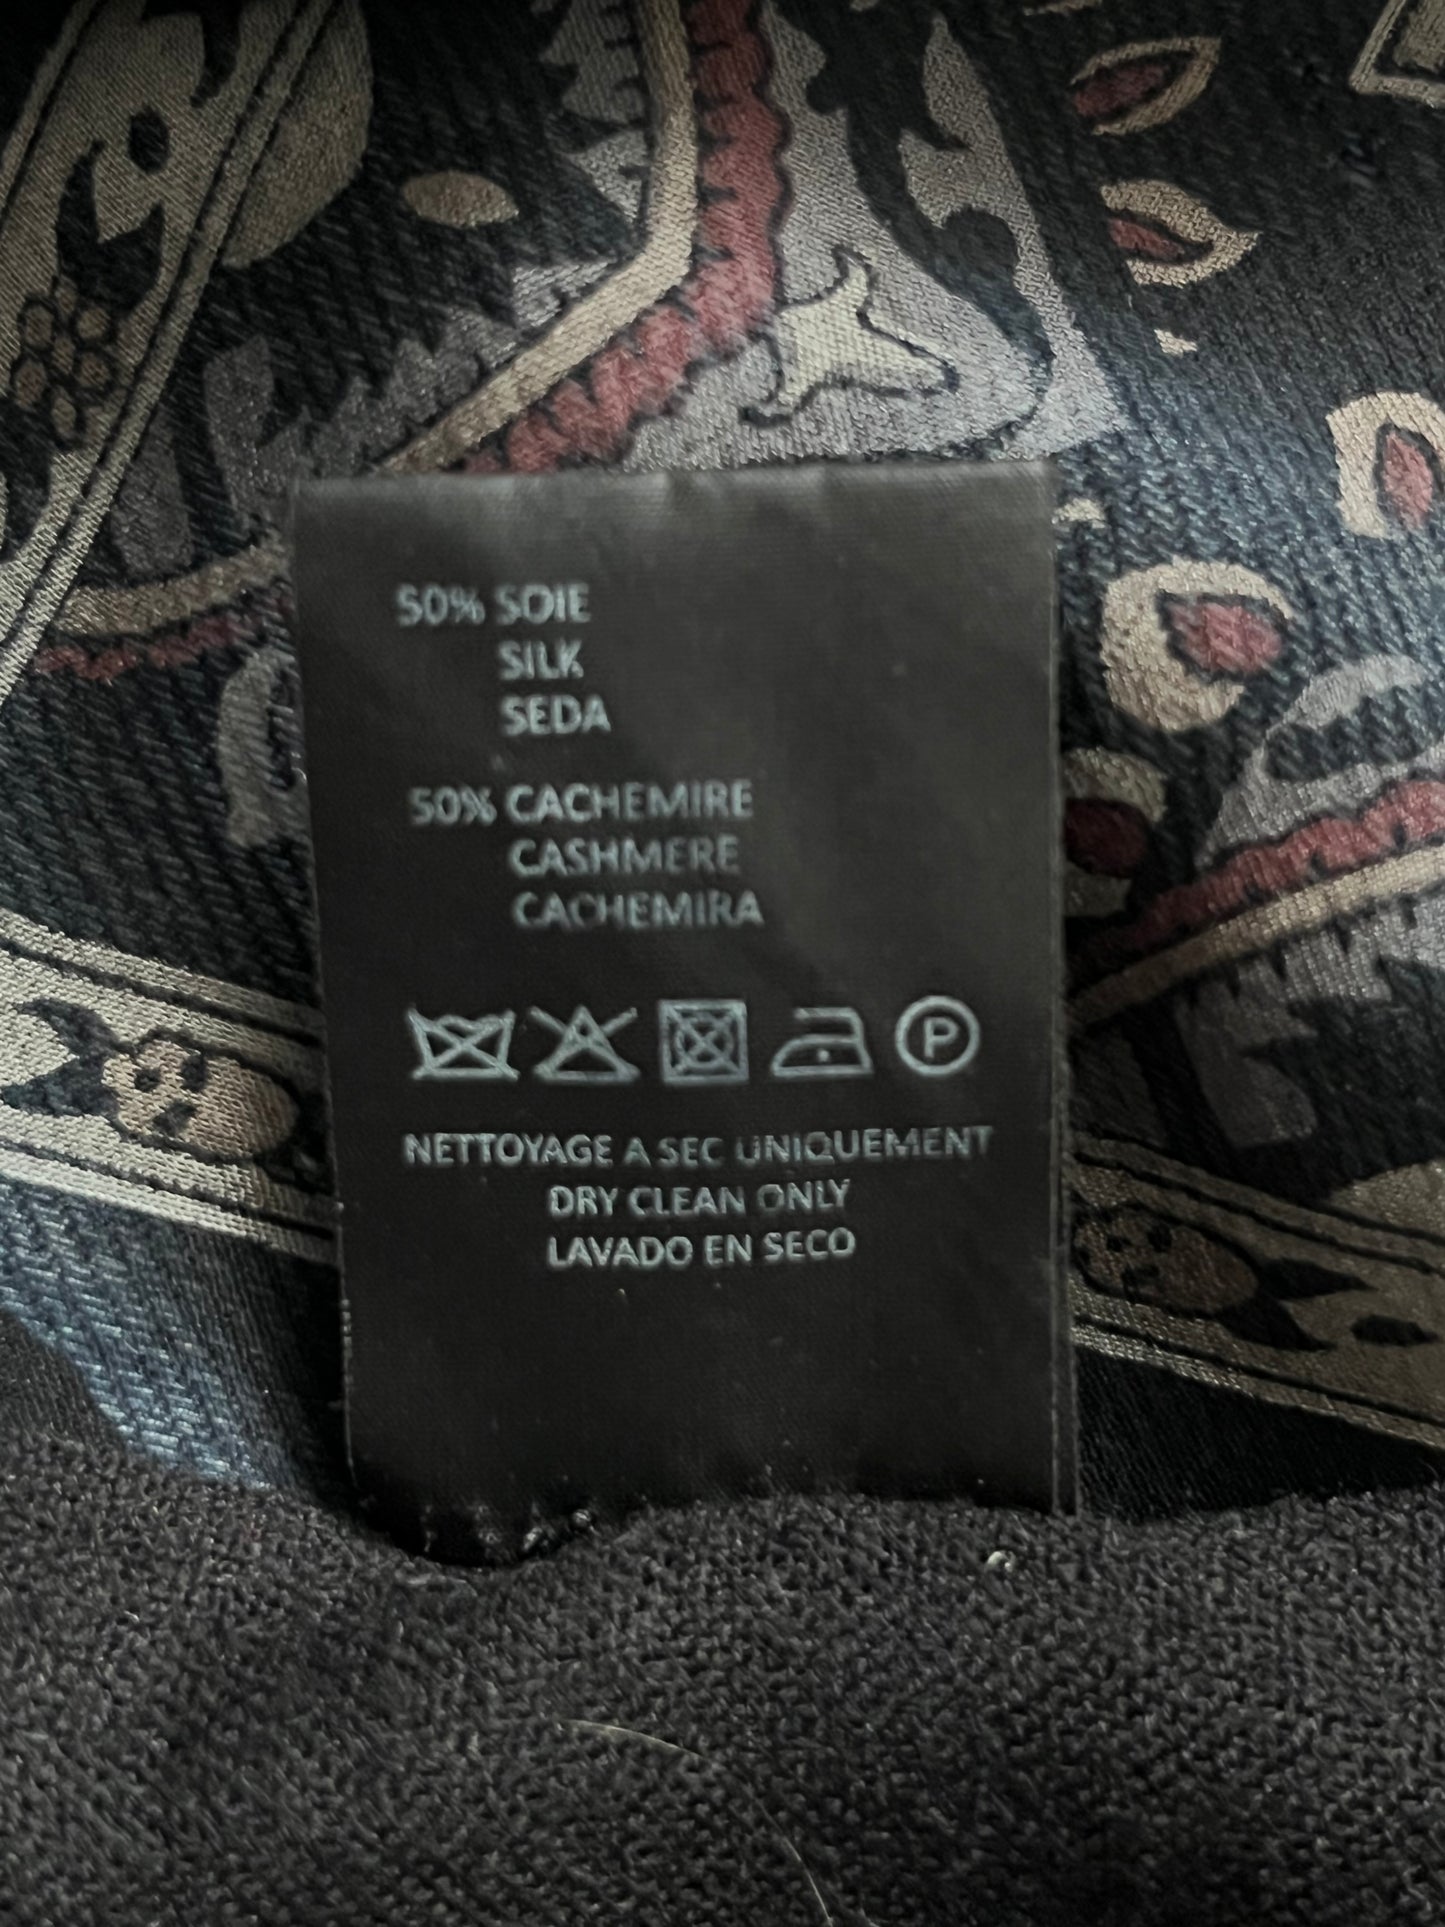 50% SOIE
SILK
SEDA
50% CACHEMIRE
CASHMERE
CACHEMIRA
P
NETTOYAGE A SEC UNIQUEMENT
DRY CLEAN ONLY
LAVADO EN SECO